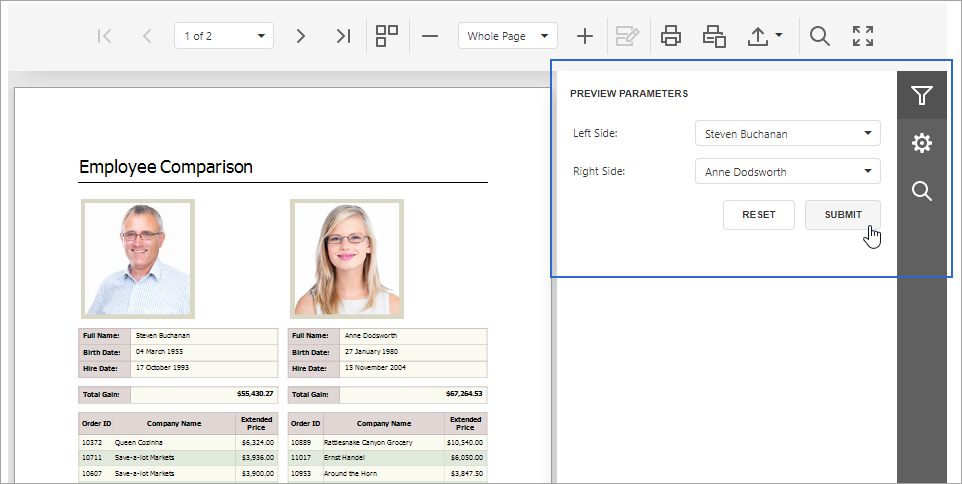 1 of 2
Whole Page
PREVIEW PARAMETERS
Left Side: Steven Buchanan
Right Side: Anne Dodsworth
RESET SUBMIT
Employee Comparison
Full Name: Steven Buchanan Full Name: Anne Dodsworth
Birth Date: 04 March 1955 Birth Date: 27 January 1980
Hire Date: 17 October 1993 Hire Date: 15 November 2004
Total Gain: $55,430.27 Total Gain: $67,264.53
Order ID Company Name Extended Price Order ID Company Name Extended Price
10372 Queen Cozinha $6,324.00 10889 Rattlesnake Canyon Grocery $10,540.00
10711 Save-a-lot Markets $3,936.00 11017 Ernst Handel $6,050.00
10607 Save-a-lot Markets $3,900.00 10953 Around the Horn $3,847.50